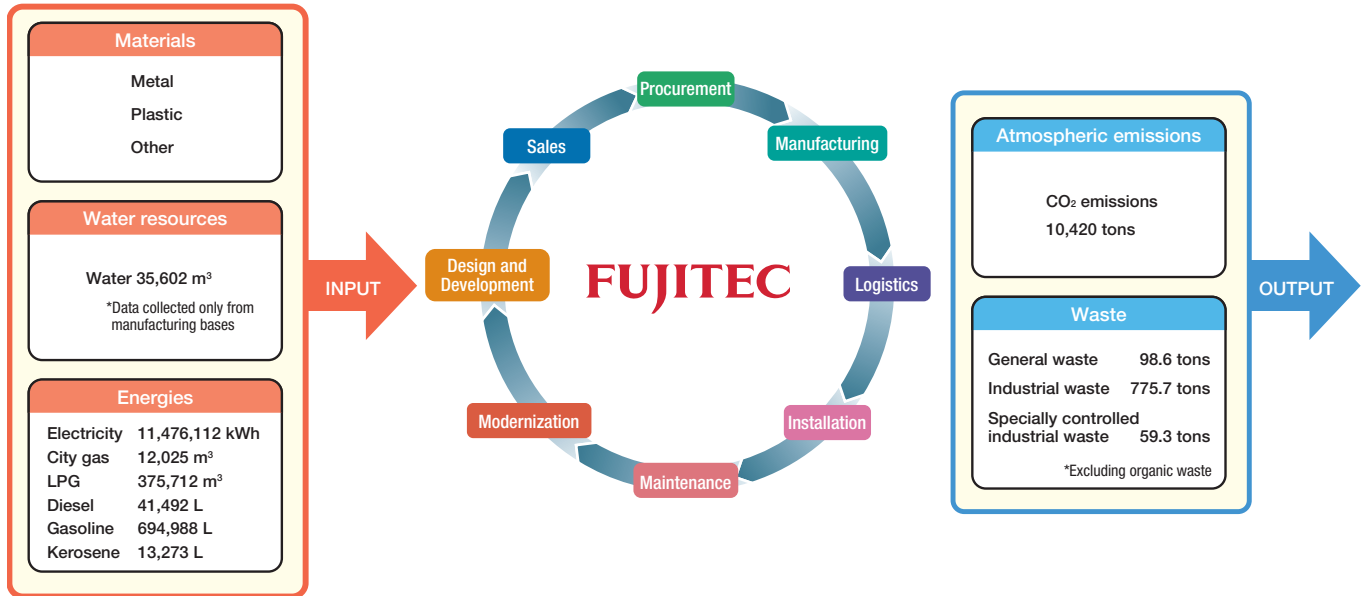 Materials
Metal
Plastic
Other
Water resources
Water 35,602 m³
*Data collected only from
manufacturing bases
Energies
Electricity 11,476,112 kWh
City gas 12,025 m³
LPG 375,712 m³
Diesel 41,492 L
Gasoline 694,988 L
Kerosene 13,273 L
INPUT
Procurement
Manufacturing
Logistics
Installation
Maintenance
Modernization
Design and
Development
Sales
FUJITEC
Atmospheric emissions
CO₂ emissions
10,420 tons
Waste
General waste 98.6 tons
Industrial waste 775.7 tons
Specially controlled
industrial waste 59.3 tons
*Excluding organic waste
OUTPUT